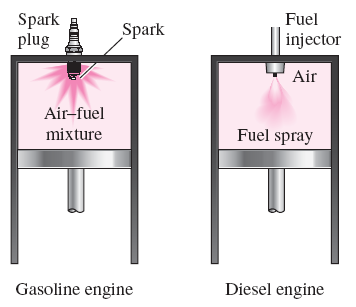 Spark
plug
Spark
Air–fuel
mixture
Gasoline engine
Fuel
injector
Air
Fuel spray
Diesel engine